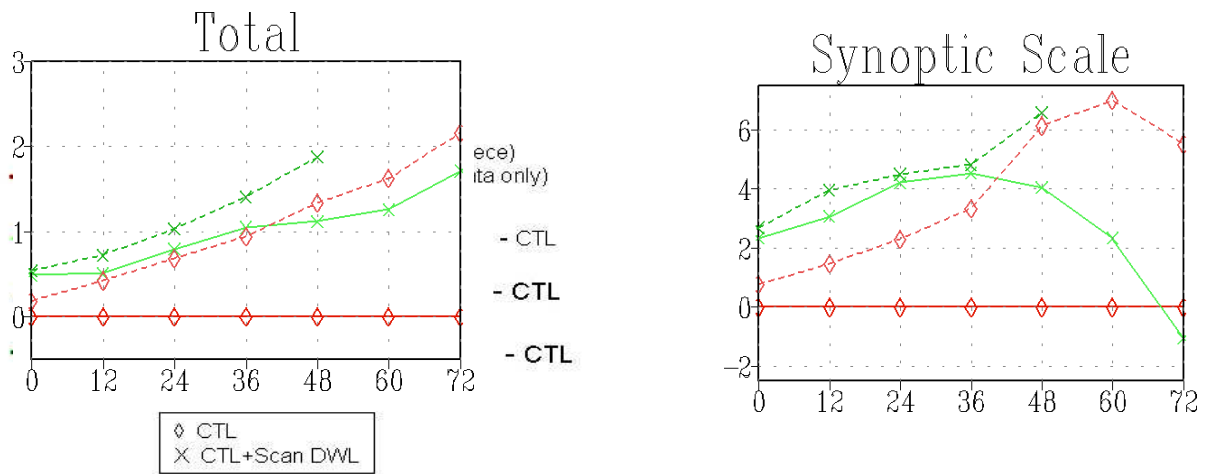 Total
3
2
1
0
0 12 24 36 48 60 72
ece)
ita only)
- CTL
- CTL
- CTL
CTL
CTL+Scan DWL
Synoptic Scale
6
4
2
0
-2
0 12 24 36 48 60 72